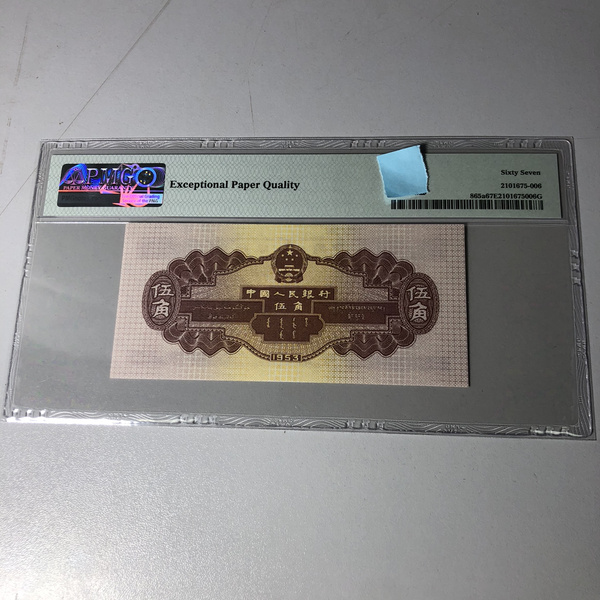 PMG
PAPER MONEY GUARANTY
Exceptional Paper Quality
Sixty Seven
2101675-006
865a67E2101675006G
中國人民銀行
伍角
伍角
伍角
1953